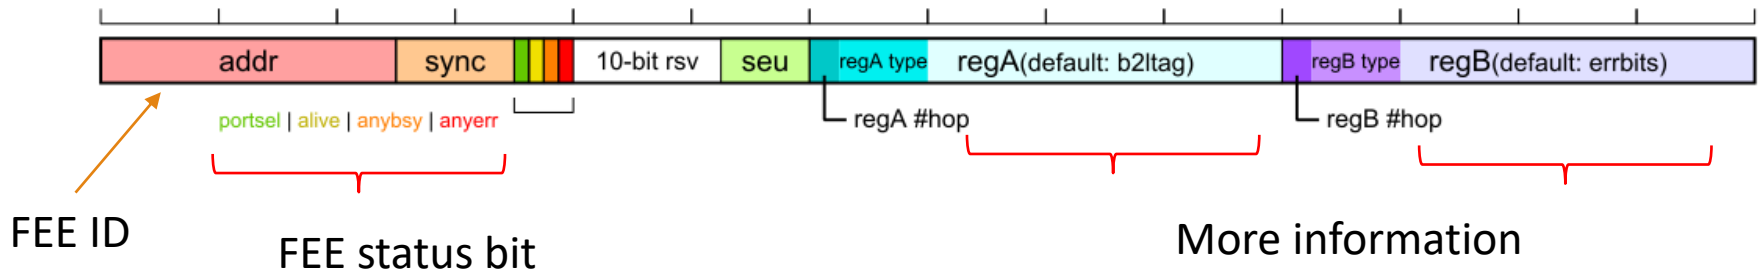 addr sync 10-bit rsv seu regA type regA(default: b2ltag) regB type regB(default: errbits)
portsel | alive | anybsy | anyerr regA #hop regB #hop
FEE ID FEE status bit More information